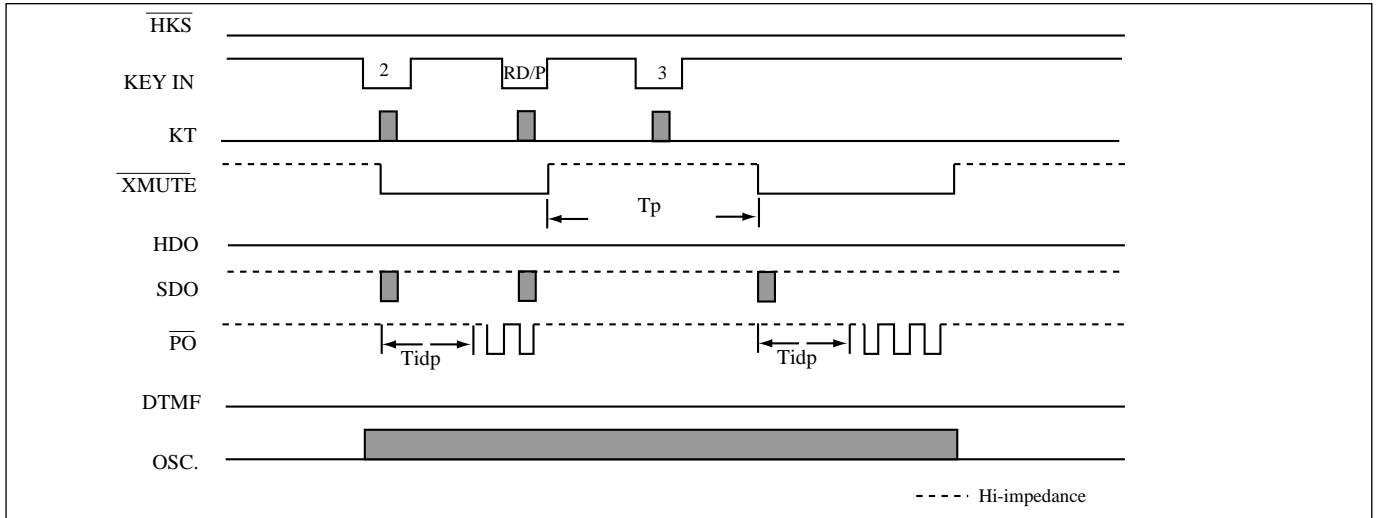 HKS
KEY IN
2
RD/P
3
KT
XMUTE
Tp
HDO
SDO
PO
Tidp
Tidp
DTMF
OSC.
Hi-impedance